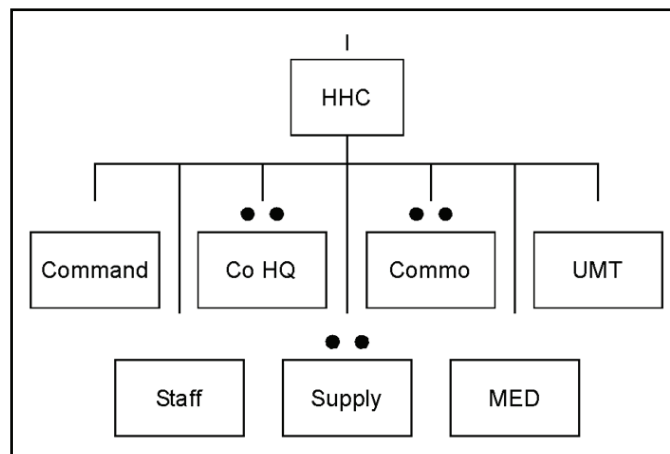 HHC
Command
Co HQ
Commo
UMT
Staff
Supply
MED